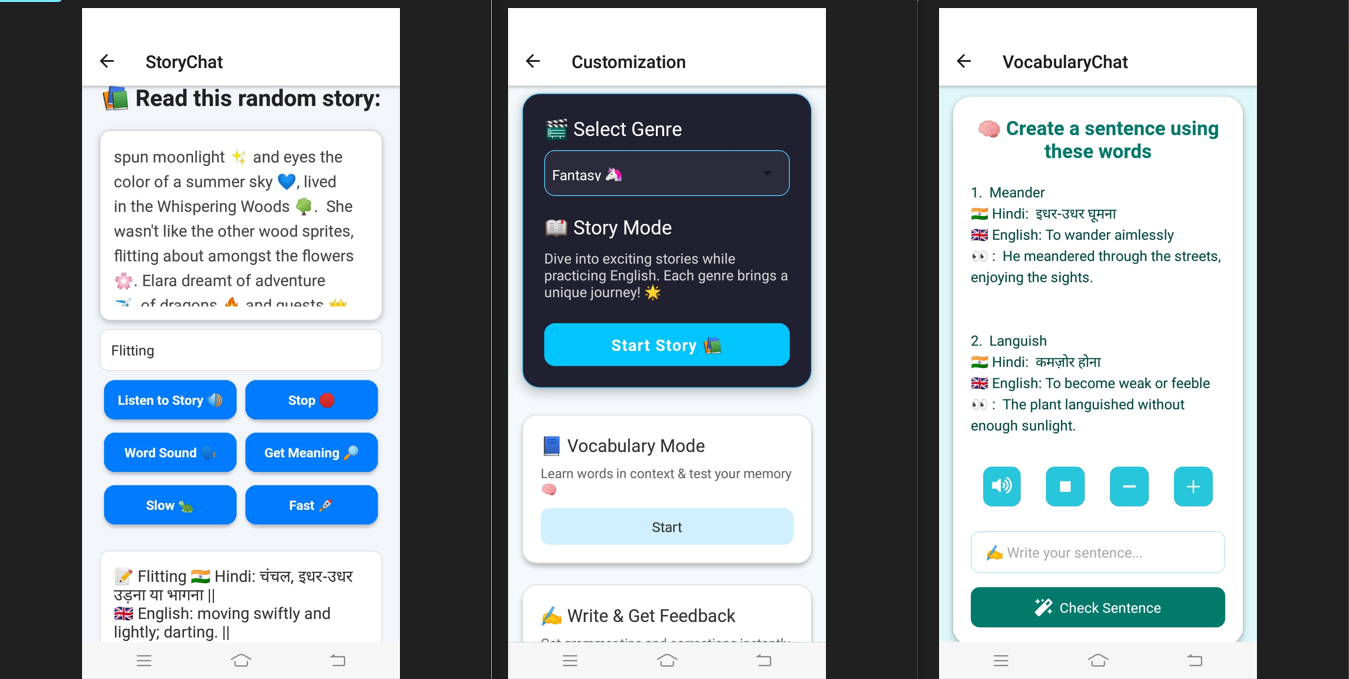 StoryChat
📚 Read this random story:
spun moonlight ✨ and eyes the
color of a summer sky 💙, lived
in the Whispering Woods 🌳. She
wasn't like the other wood sprites,
flitting about amongst the flowers
🌸. Elara dreamt of adventure
of dragons 🔥 and quests 👑
Flitting
Listen to Story 🔊
Stop 🛑
Word Sound 🗣️
Get Meaning 🔎
Slow 🐛
Fast 🚀
📝 Flitting 🇮🇳 Hindi: चंचल, इधर-उधर
उड़ना या भागना ||
🇬🇧 English: moving swiftly and
lightly; darting. ||
Customization
🎬 Select Genre
Fantasy 🦄
📖 Story Mode
Dive into exciting stories while
practicing English. Each genre brings a
unique journey! 🌟
Start Story 📚
📘 Vocabulary Mode
Learn words in context & test your memory
🧠
Start
✍️ Write & Get Feedback
Get grammar tips and corrections instantly
VocabularyChat
🧠 Create a sentence using
these words
1. Meander
🇮🇳 Hindi: इधर-उधर घूमना
🇬🇧 English: To wander aimlessly
👀 : He meandered through the streets,
enjoying the sights.
2. Languish
🇮🇳 Hindi: कमज़ोर होना
🇬🇧 English: To become weak or feeble
👀 : The plant languished without
enough sunlight.
✍️ Write your sentence...
Check Sentence